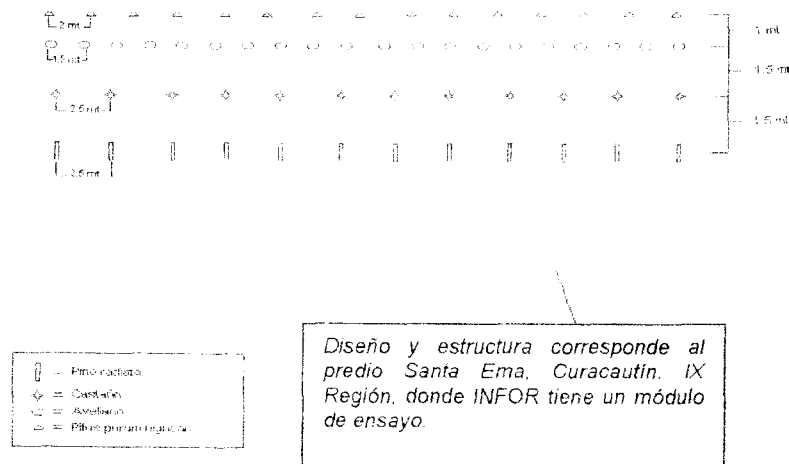 2 mt
1 mt
1.5 mt
1.5 mt
2.5 mt
1.5 mt
2.5 mt
Diseño y estructura corresponde al
predio Santa Ema, Curacautín. IX
Región, donde INFOR tiene un módulo
de ensayo.
= Pino radiata
= Castaño
= Avellano
=